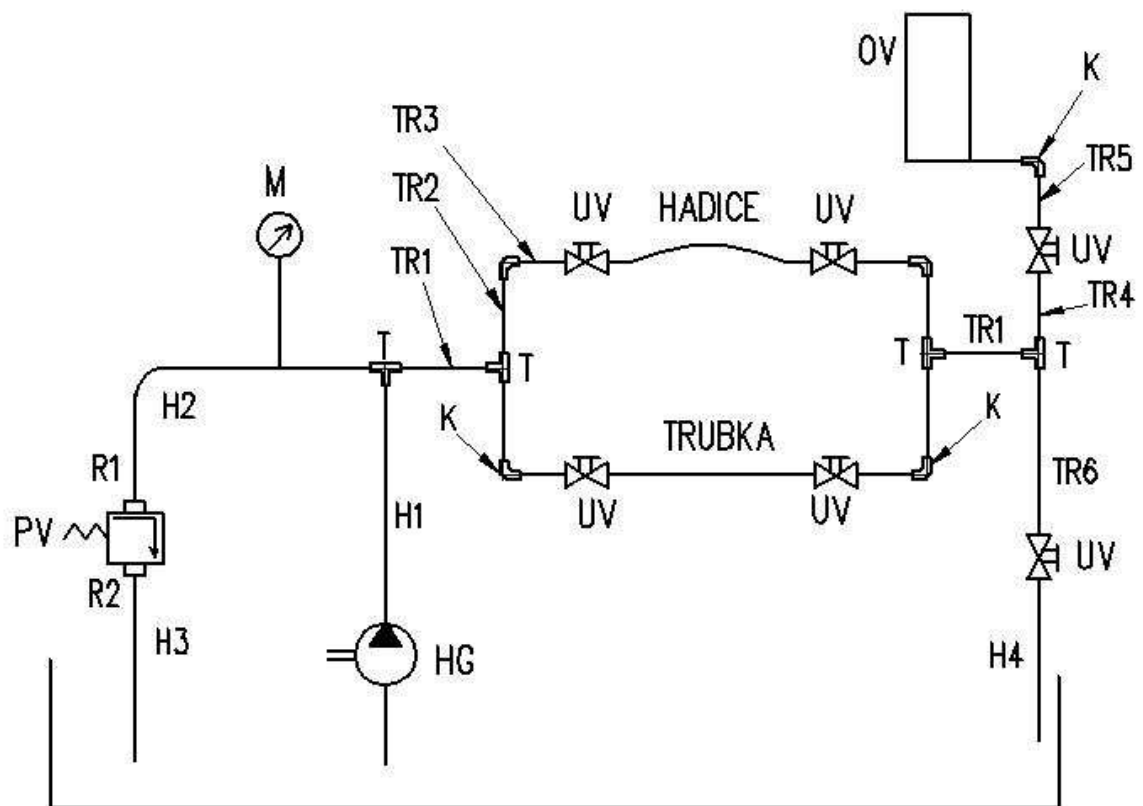 OV
K
TR3
TR5
M
TR2
UV
HADICE
UV
UV
TR1
TR4
TR1
T
T
T
T
H2
K
TRUBKA
K
R1
TR6
UV
UV
H1
PV
UV
R2
H3
HG
H4